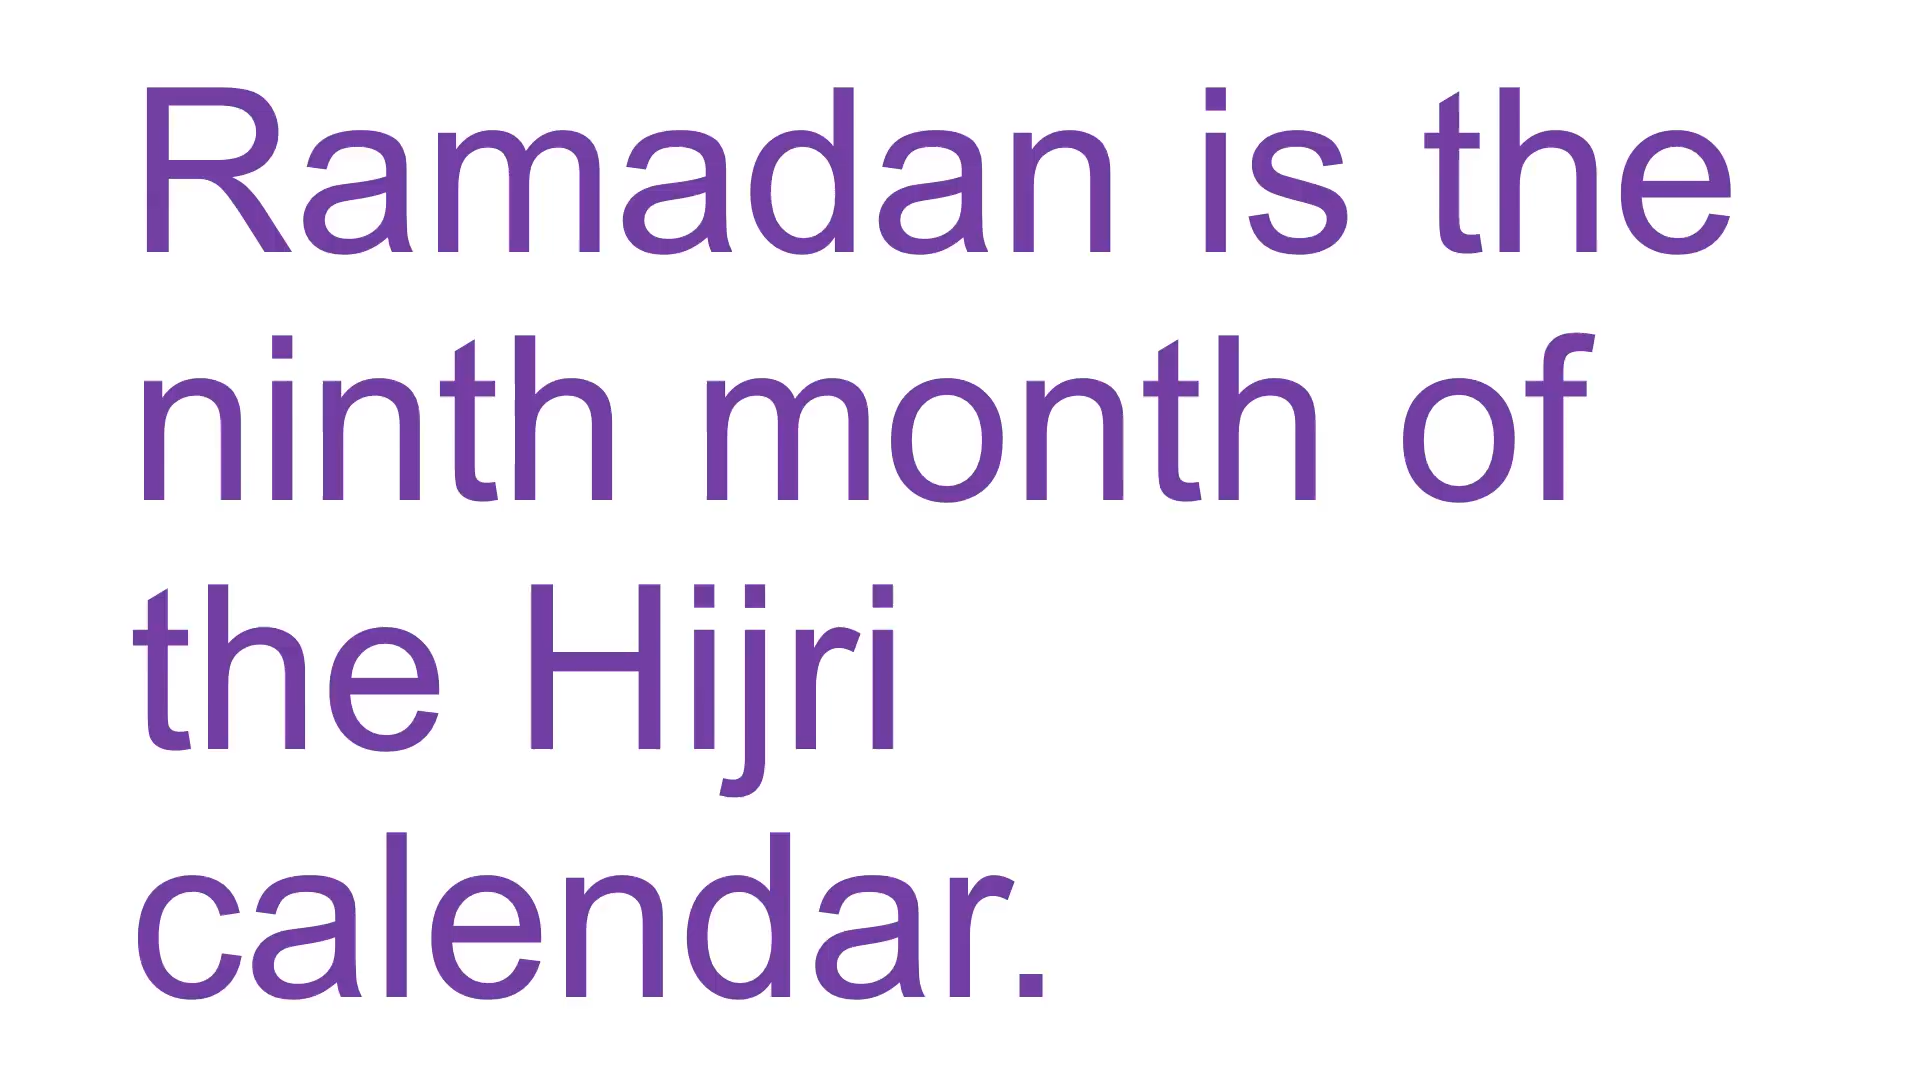 Ramadan is the
ninth month of
the Hijri
calendar.